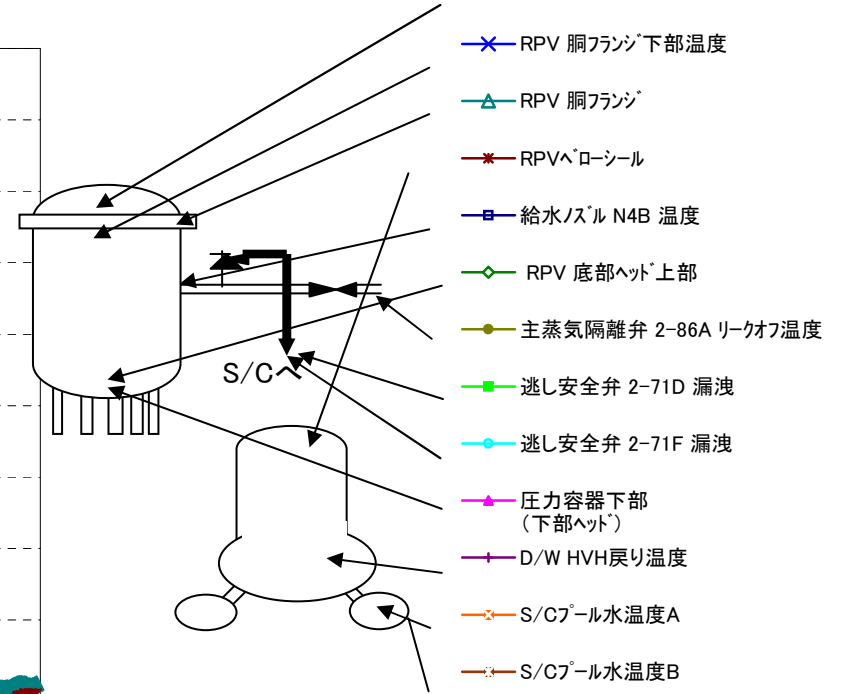 RPV 胴フランジ下部温度
RPV 胴フランジ
RPVベローシール
給水ノズル N4B 温度
RPV 底部ヘッド上部
主蒸気隔離弁 2-86A リークオフ温度
逃し安全弁 2-71D 漏洩
逃し安全弁 2-71F 漏洩
圧力容器下部
(下部ヘッド)
D/W HVH戻り温度
S/Cプール水温度A
S/Cプール水温度B
S/Cへ